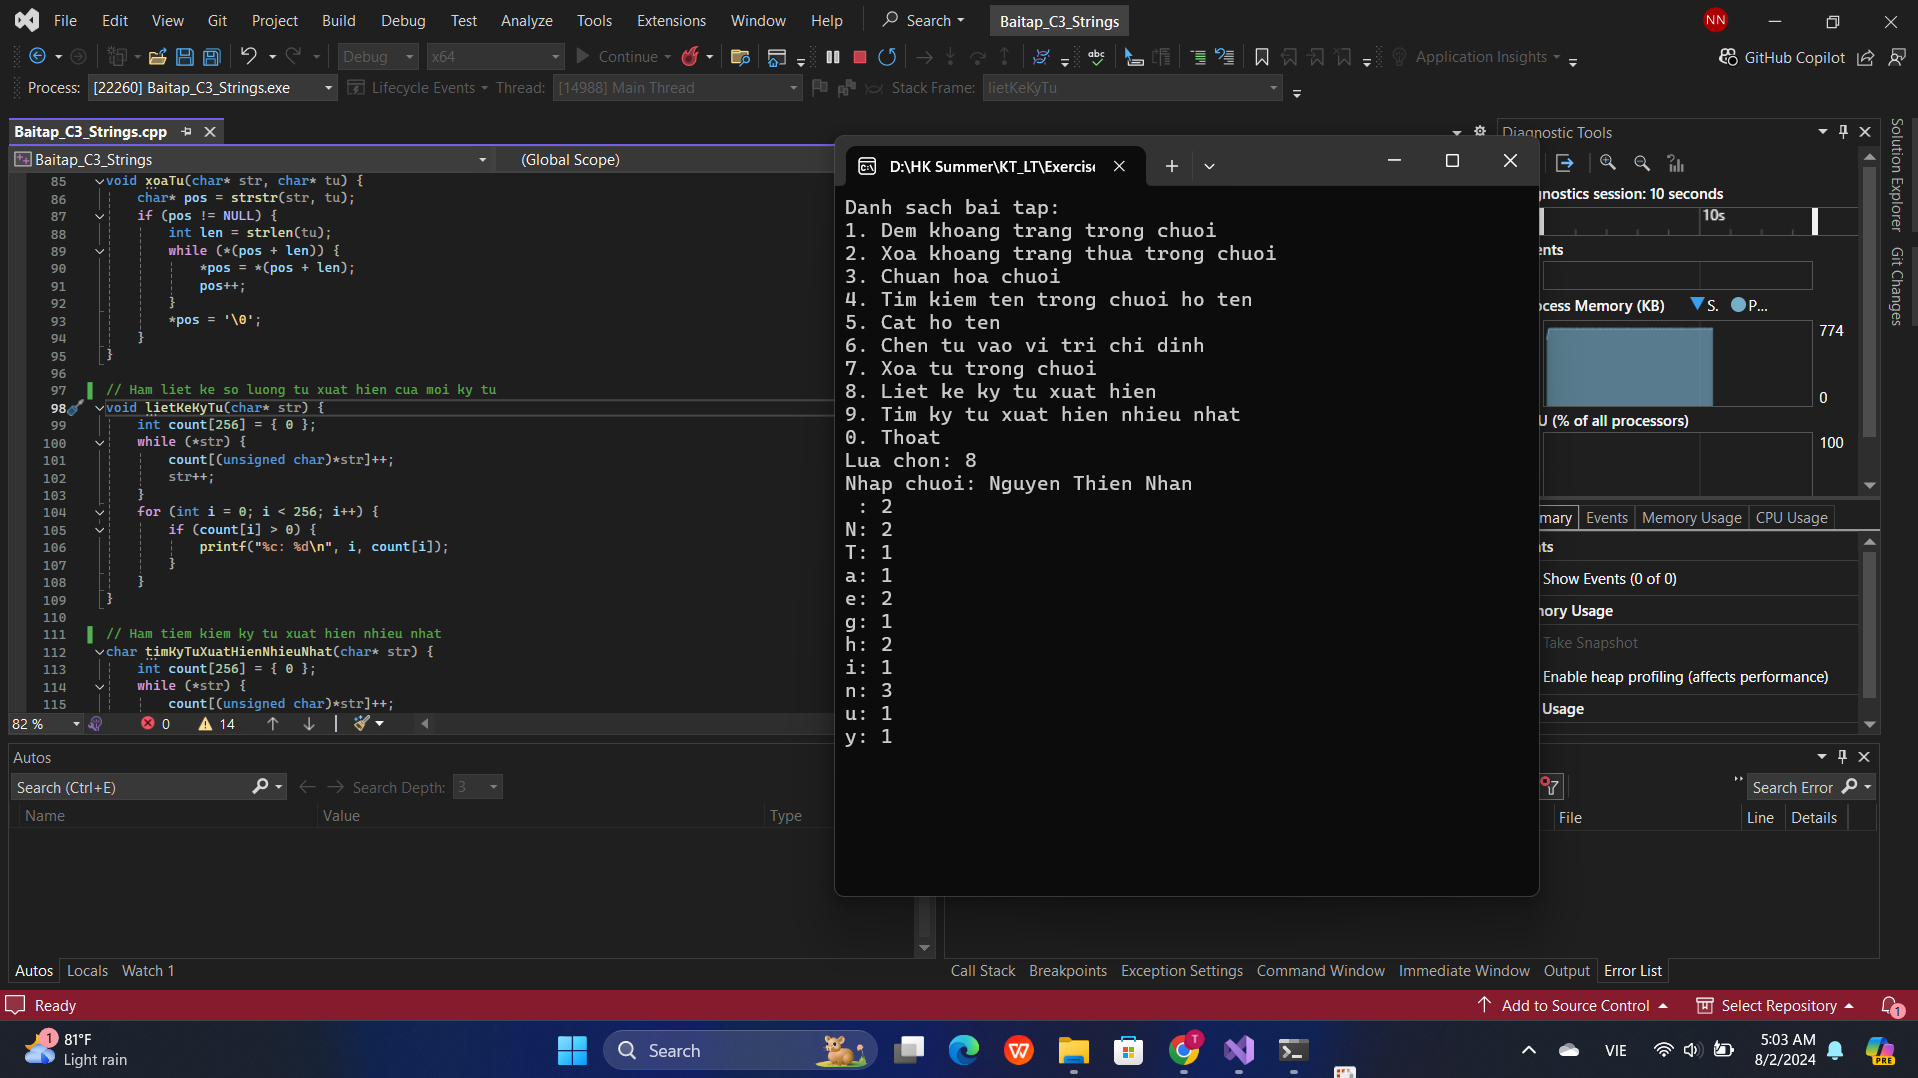 File Edit View Git Project Build Debug Test Analyze Tools Extensions Window Help Search Baitap_C3_Strings NN
Debug x64 Continue Application Insights GitHub Copilot
Process: [22260] Baitap_C3_Strings.exe Lifecycle Events Thread: [14988] Main Thread Stack Frame: lietKeKyTu
Baitap_C3_Strings.cpp
Baitap_C3_Strings (Global Scope)
85 void xoaTu(char* str, char* tu) {
86 char* pos = strstr(str, tu);
87 if (pos != NULL) {
88 int len = strlen(tu);
89 while (*(pos + len)) {
90 *pos = *(pos + len);
91 pos++;
92 }
93 *pos = '\0';
94 }
95 }
96
97 // Ham liet ke so luong tu xuat hien cua moi ky tu
98 void lietKeKyTu(char* str) {
99 int count[256] = { 0 };
100 while (*str) {
101 count[(unsigned char)*str]++;
102 str++;
103 }
104 for (int i = 0; i < 256; i++) {
105 if (count[i] > 0) {
106 printf("%c: %d\n", i, count[i]);
107 }
108 }
109 }
110
111 // Ham tiem kiem ky tu xuat hien nhieu nhat
112 char timKyTuXuatHienNhieuNhat(char* str) {
113 int count[256] = { 0 };
114 while (*str) {
115 count[(unsigned char)*str]++;
82 % 0 14
D:\HK Summer\KT_LT\Exercise
Danh sach bai tap:
1. Dem khoang trang trong chuoi
2. Xoa khoang trang thua trong chuoi
3. Chuan hoa chuoi
4. Tim kiem ten trong chuoi ho ten
5. Cat ho ten
6. Chen tu vao vi tri chi dinh
7. Xoa tu trong chuoi
8. Liet ke ky tu xuat hien
9. Tim ky tu xuat hien nhieu nhat
0. Thoat
Lua chon: 8
Nhap chuoi: Nguyen Thien Nhan
 : 2
N: 2
T: 1
a: 1
e: 2
g: 1
h: 2
i: 1
n: 3
u: 1
y: 1
Diagnostic Tools
gnostics session: 10 seconds
10s
ents
ocess Memory (KB) S. P...
774
0
U (% of all processors)
100
mary Events Memory Usage CPU Usage
ts
Show Events (0 of 0)
ory Usage
Take Snapshot
Enable heap profiling (affects performance)
Usage
Solution Explorer
Git Changes
Autos
Search (Ctrl+E) Search Depth: 3
Name Value Type
Search Error
File Line Details
Autos Locals Watch 1
Call Stack Breakpoints Exception Settings Command Window Immediate Window Output Error List
Ready Add to Source Control Select Repository 1
1 81°F
Light rain
Search T VIE 5:03 AM
8/2/2024 PRE